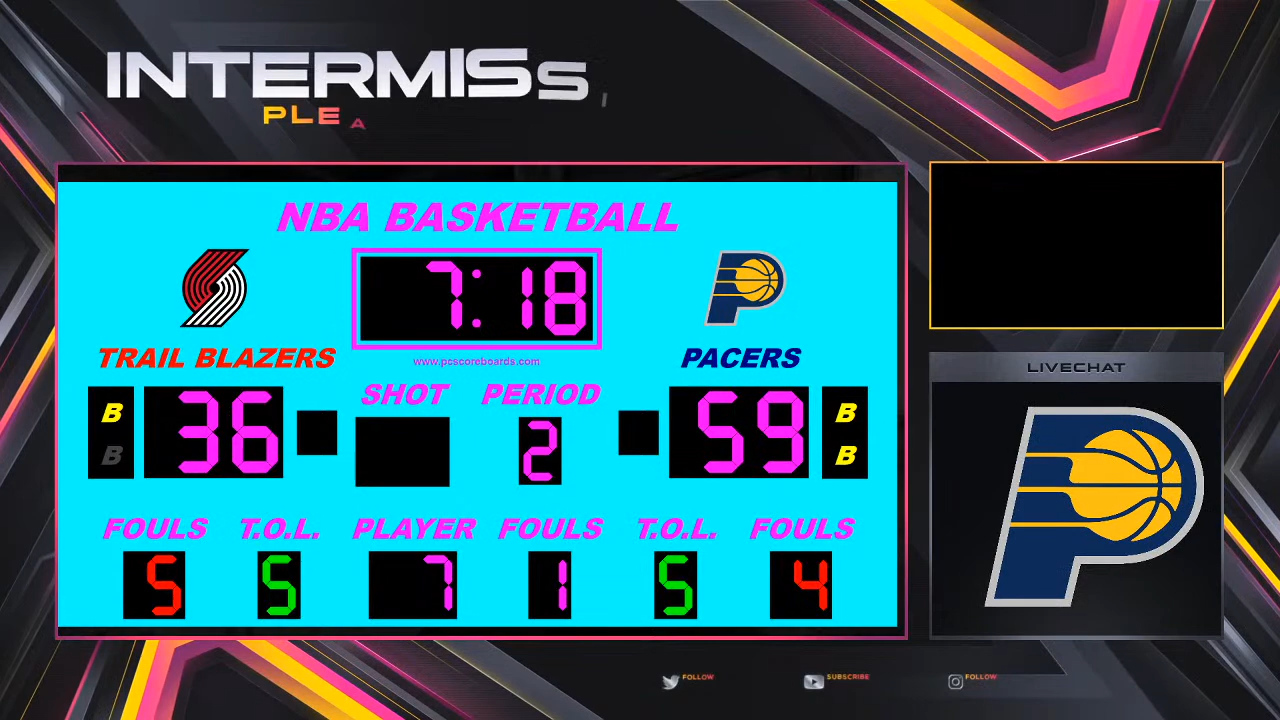 INTERMISS I
PLE A
NBA BASKETBALL
7:18
TRAIL BLAZERS
www.pcscoreboards.com
PACERS
SHOT PERIOD
B 36 2 59 B
B B
FOULS T.O.L. PLAYER FOULS T.O.L. FOULS
5 5 7 1 5 4
LIVECHAT
FOLLOW SUBSCRIBE FOLLOW